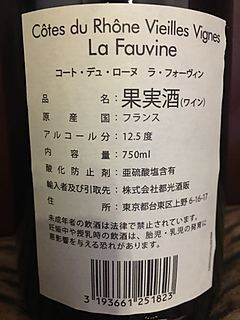 Côtes du Rhône Vieilles Vignes
La Fauvine
コート・デュ・ローヌ ラ・フォーヴィン
品名：果実酒(ワイン)
原産国：フランス
アルコール分：12.5度
内容量：750ml
酸化防止剤：亜硫酸塩含有
輸入者及び引取先：株式会社都光酒販
住所：東京都台東区上野 6-16-17
未成年者の飲酒は法律で禁止されています。
妊娠中や授乳時の飲酒は、胎児・乳児の発育に
悪影響を与える恐れがあります。
3 193661 251823